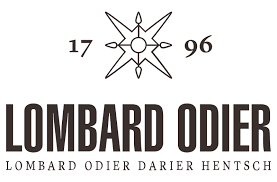 17 96
LOMBARD ODIER
LOMBARD ODIER DARIER HENTSCH